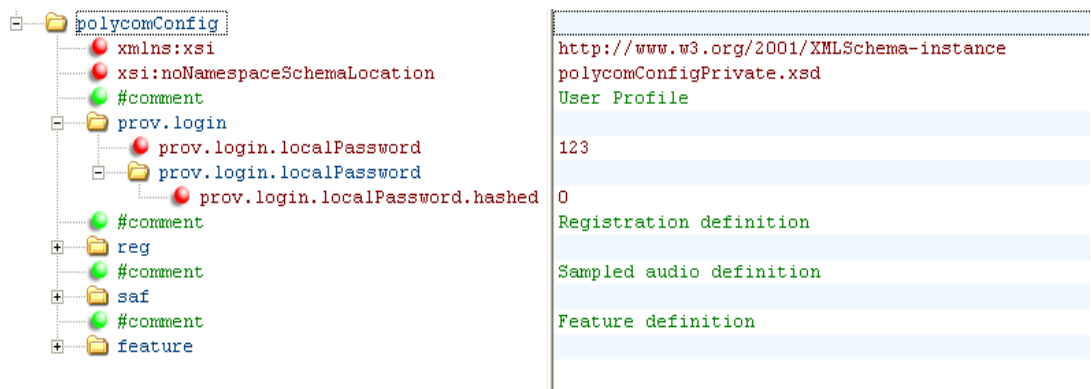 polycomConfig
xmlns:xsi http://www.w3.org/2001/XMLSchema-instance
xsi:noNamespaceSchemaLocation polycomConfigPrivate.xsd
#comment User Profile
prov.login
prov.login.localPassword 123
prov.login.localPassword
prov.login.localPassword.hashed 0
#comment Registration definition
reg
#comment Sampled audio definition
saf
#comment Feature definition
feature